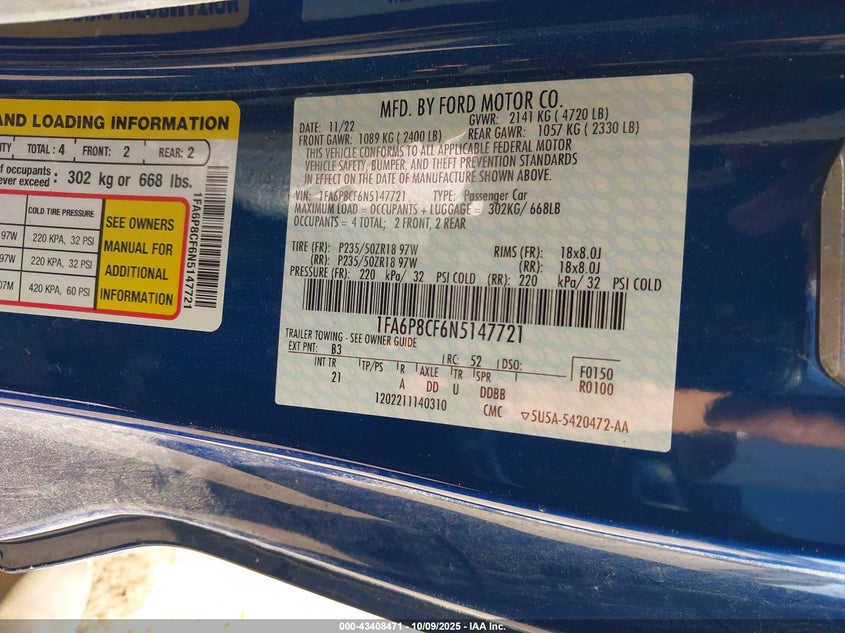 AND LOADING INFORMATION
TOTAL: 4 FRONT: 2 REAR: 2
of occupants :
ever exceed : 302 kg or 668 lbs.
COLD TIRE PRESSURE
97W 220 KPA, 32 PSI
97W 220 KPA, 32 PSI
07M 420 KPA, 60 PSI
SEE OWNERS
MANUAL FOR
ADDITIONAL
INFORMATION
1FA6P8CF6N5147721
MFD. BY FORD MOTOR CO.
DATE: 11/22 GVWR: 2141 KG ( 4720 LB)
FRONT GAWR: 1089 KG ( 2400 LB) REAR GAWR: 1057 KG ( 2330 LB)
THIS VEHICLE CONFORMS TO ALL APPLICABLE FEDERAL MOTOR
VEHICLE SAFETY, BUMPER, AND THEFT PREVENTION STANDARDS
IN EFFECT ON THE DATE OF MANUFACTURE SHOWN ABOVE.
VIN: 1FA6P8CF6N5147721 TYPE: Passenger Car
MAXIMUM LOAD = OCCUPANTS + LUGGAGE = 302KG/ 668LB
OCCUPANTS = 4 TOTAL; 2 FRONT, 2 REAR
TIRE (FR): P235/50ZR18 97W RIMS (FR): 18x8.0J
(RR): P235/50ZR18 97W (RR): 18x8.0J
PRESSURE (FR): 220 kPa/ 32 PSI COLD (RR): 220 kPa/ 32 PSI COLD
1FA6P8CF6N5147721
TRAILER TOWING - SEE OWNER GUIDE
EXT PNT: B3 RC: 52 DSO: F0150
INT TR TP/PS R AXLE TR SPR R0100
21 A DD U DDBB
1202211140310 CMC 5U5A-5420472-AA
000-43408471 - 10/09/2025 - IAA Inc.